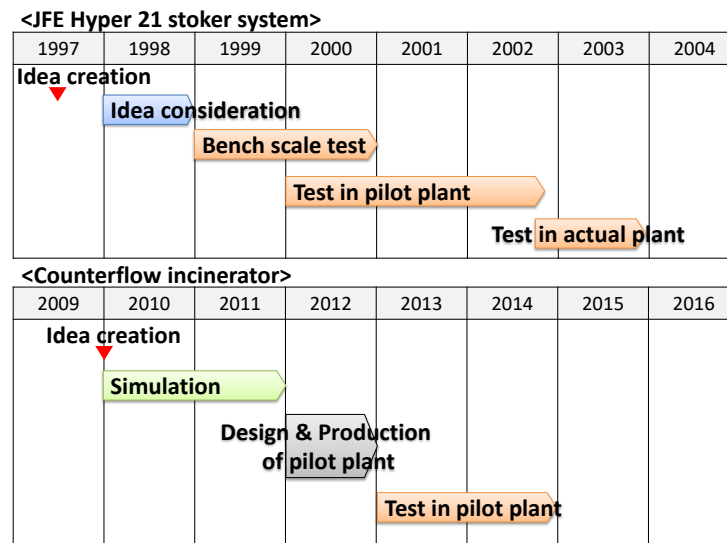 <JFE Hyper 21 stoker system>
1997 1998 1999 2000 2001 2002 2003 2004
Idea creation
Idea consideration
Bench scale test
Test in pilot plant
Test in actual plant
<Counterflow incinerator>
2009 2010 2011 2012 2013 2014 2015 2016
Idea creation
Simulation
Design & Production
of pilot plant
Test in pilot plant